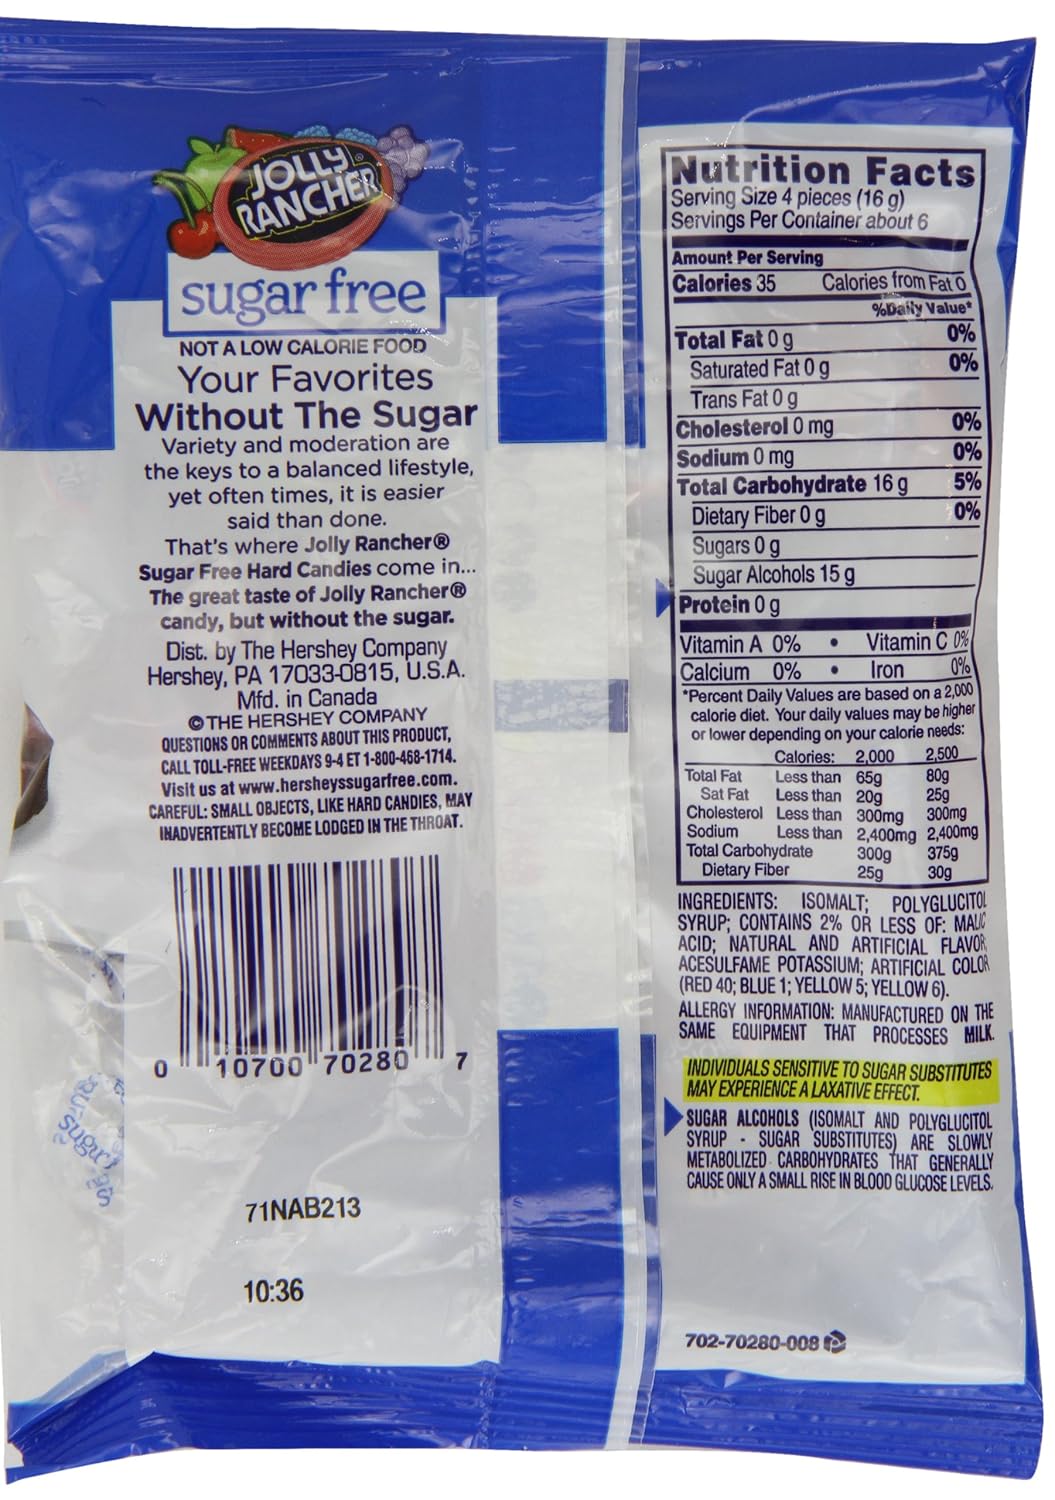 JOLLY
RANCHER®
sugar free
NOT A LOW CALORIE FOOD
Your Favorites
Without The Sugar
Variety and moderation are
the keys to a balanced lifestyle,
yet often times, it is easier
said than done.
That's where Jolly Rancher®
Sugar Free Hard Candies come in...
The great taste of Jolly Rancher®
candy, but without the sugar.
Dist. by The Hershey Company
Hershey, PA 17033-0815, U.S.A.
Mfd. in Canada
© THE HERSHEY COMPANY
QUESTIONS OR COMMENTS ABOUT THIS PRODUCT,
CALL TOLL-FREE WEEKDAYS 9-4 ET 1-800-468-1714.
Visit us at www.hersheyssugarfree.com.
CAREFUL: SMALL OBJECTS, LIKE HARD CANDIES, MAY
INADVERTENTLY BECOME LODGED IN THE THROAT.
0 10700 70280 7
71NAB213
10:36
Nutrition Facts
Serving Size 4 pieces (16 g)
Servings Per Container about 6
Amount Per Serving
Calories 35 Calories from Fat 0
%Daily Value*
Total Fat 0 g 0%
Saturated Fat 0 g 0%
Trans Fat 0 g
Cholesterol 0 mg 0%
Sodium 0 mg 0%
Total Carbohydrate 16 g 5%
Dietary Fiber 0 g 0%
Sugars 0 g
Sugar Alcohols 15 g
Protein 0 g
Vitamin A 0% • Vitamin C 0%
Calcium 0% • Iron 0%
*Percent Daily Values are based on a 2,000
calorie diet. Your daily values may be higher
or lower depending on your calorie needs:
Calories: 2,000 2,500
Total Fat Less than 65g 80g
Sat Fat Less than 20g 25g
Cholesterol Less than 300mg 300mg
Sodium Less than 2,400mg 2,400mg
Total Carbohydrate 300g 375g
Dietary Fiber 25g 30g
INGREDIENTS: ISOMALT; POLYGLUCITOL
SYRUP; CONTAINS 2% OR LESS OF: MALIC
ACID; NATURAL AND ARTIFICIAL FLAVOR;
ACESULFAME POTASSIUM; ARTIFICIAL COLOR
(RED 40; BLUE 1; YELLOW 5; YELLOW 6).
ALLERGY INFORMATION: MANUFACTURED ON THE
SAME EQUIPMENT THAT PROCESSES MILK.
INDIVIDUALS SENSITIVE TO SUGAR SUBSTITUTES
MAY EXPERIENCE A LAXATIVE EFFECT.
SUGAR ALCOHOLS (ISOMALT AND POLYGLUCITOL
SYRUP - SUGAR SUBSTITUTES) ARE SLOWLY
METABOLIZED CARBOHYDRATES THAT GENERALLY
CAUSE ONLY A SMALL RISE IN BLOOD GLUCOSE LEVELS.
702-70280-008